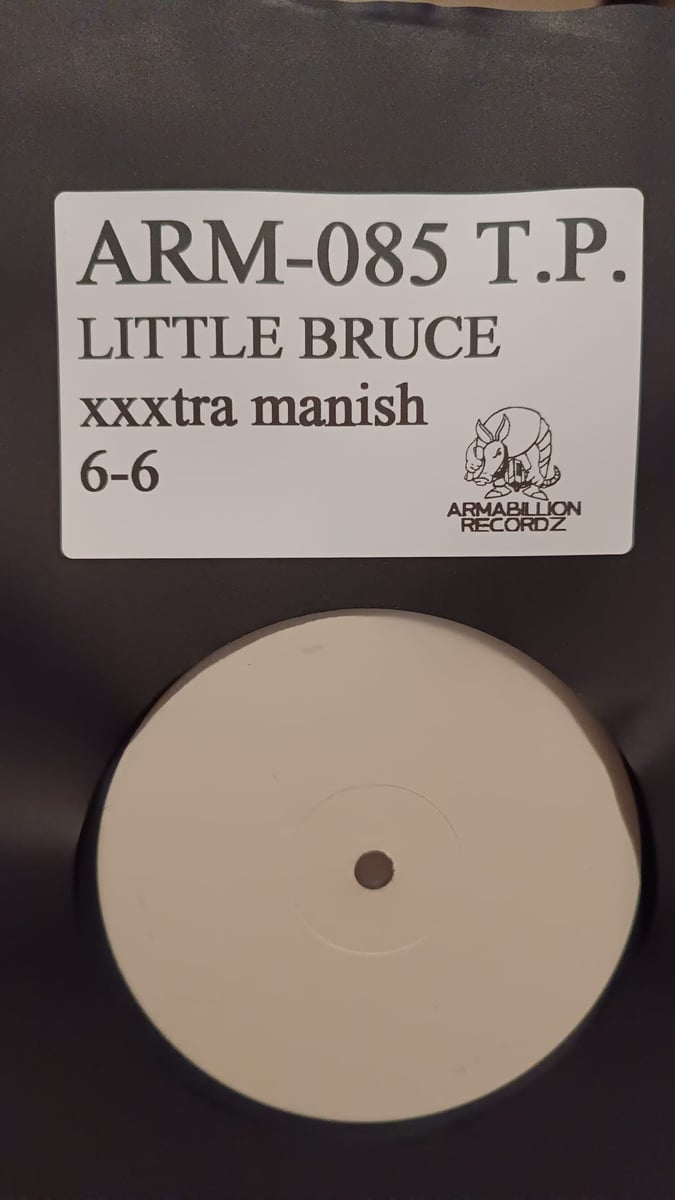 ARM-085 T.P.
LITTLE BRUCE
xxxtra manish
6-6
ARMABILLION
RECORDZ